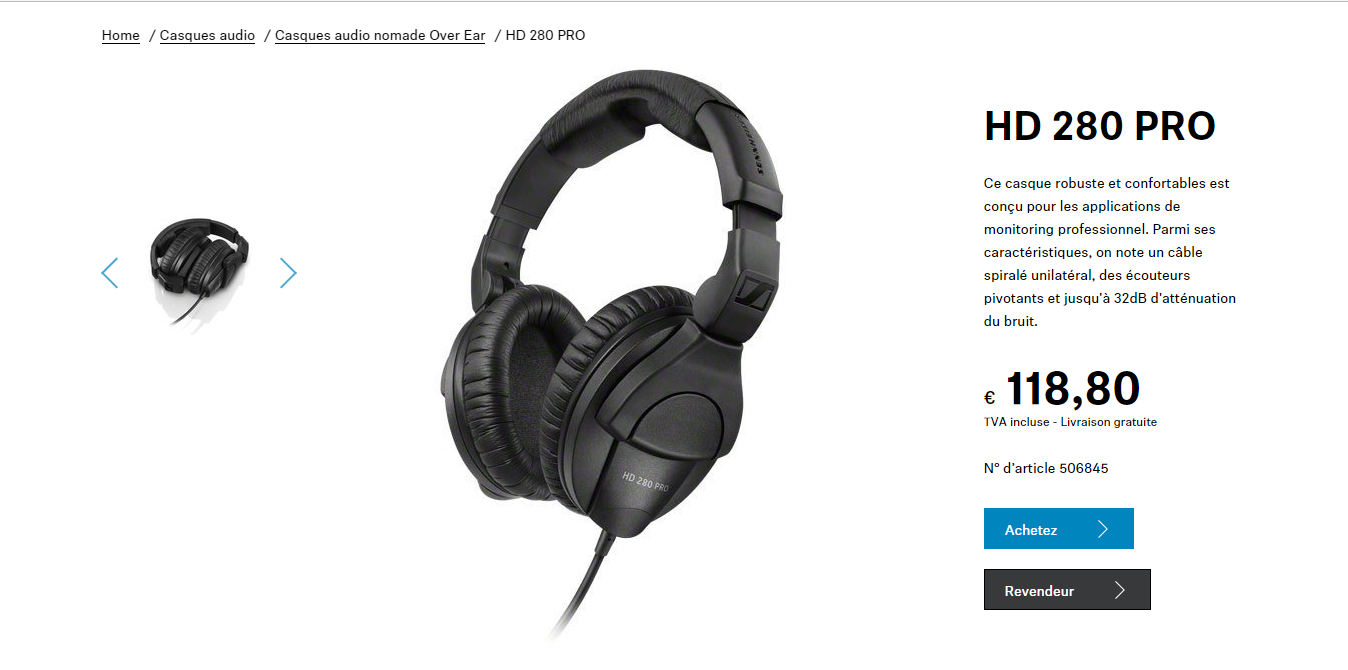 Home / Casques audio / Casques audio nomade Over Ear / HD 280 PRO
SENNHEISER
HD 280 PRO
HD 280 PRO
Ce casque robuste et confortables est
conçu pour les applications de
monitoring professionnel. Parmi ses
caractéristiques, on note un câble
spiralé unilatéral, des écouteurs
pivotants et jusqu'à 32dB d'atténuation
du bruit.
€ 118,80
TVA incluse - Livraison gratuite
N° d'article 506845
Achetez
Revendeur